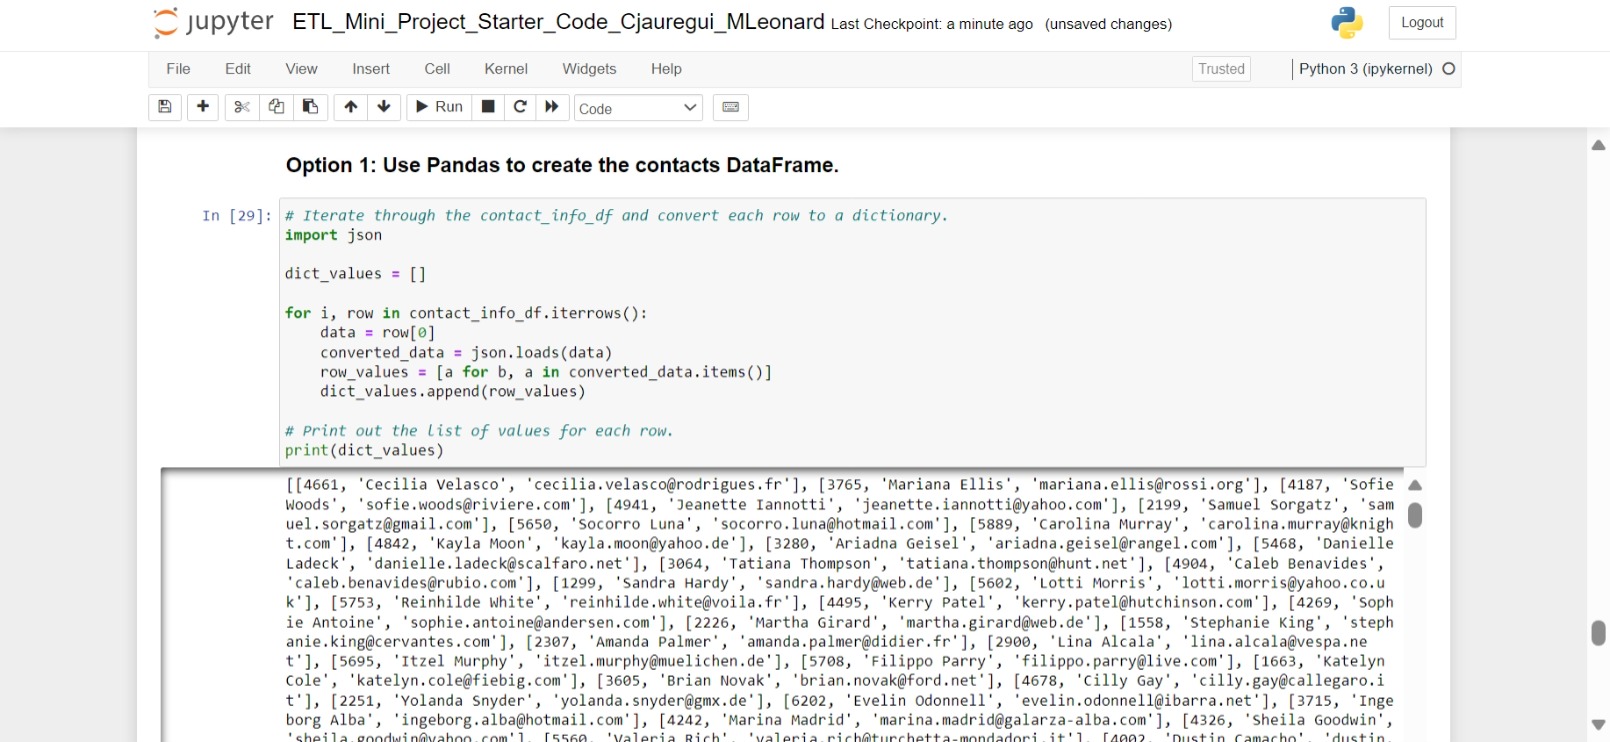 jupyter ETL_Mini_Project_Starter_Code_Cjauregui_MLeonard Last Checkpoint: a minute ago (unsaved changes) Logout
File Edit View Insert Cell Kernel Widgets Help Trusted Python 3 (ipykernel)
Run Code
Option 1: Use Pandas to create the contacts DataFrame.
In [29]: # Iterate through the contact_info_df and convert each row to a dictionary.
import json
dict_values = []
for i, row in contact_info_df.iterrows():
    data = row[0]
    converted_data = json.loads(data)
    row_values = [a for b, a in converted_data.items()]
    dict_values.append(row_values)
# Print out the list of values for each row.
print(dict_values)
[[4661, 'Cecilia Velasco', 'cecilia.velasco@rodrigues.fr'], [3765, 'Mariana Ellis', 'mariana.ellis@rossi.org'], [4187, 'Sofie
Woods', 'sofie.woods@riviere.com'], [4941, 'Jeanette Iannotti', 'jeanette.iannotti@yahoo.com'], [2199, 'Samuel Sorgatz', 'sam
uel.sorgatz@gmail.com'], [5650, 'Socorro Luna', 'socorro.luna@hotmail.com'], [5889, 'Carolina Murray', 'carolina.murray@knigh
t.com'], [4842, 'Kayla Moon', 'kayla.moon@yahoo.de'], [3280, 'Ariadna Geisel', 'ariadna.geisel@rangel.com'], [5468, 'Danielle
Ladeck', 'danielle.ladeck@scalfaro.net'], [3064, 'Tatiana Thompson', 'tatiana.thompson@hunt.net'], [4904, 'Caleb Benavides',
'caleb.benavides@rubio.com'], [1299, 'Sandra Hardy', 'sandra.hardy@web.de'], [5602, 'Lotti Morris', 'lotti.morris@yahoo.co.u
k'], [5753, 'Reinhilde White', 'reinhilde.white@voila.fr'], [4495, 'Kerry Patel', 'kerry.patel@hutchinson.com'], [4269, 'Soph
ie Antoine', 'sophie.antoine@andersen.com'], [2226, 'Martha Girard', 'martha.girard@web.de'], [1558, 'Stephanie King', 'steph
anie.king@cervantes.com'], [2307, 'Amanda Palmer', 'amanda.palmer@didier.fr'], [2900, 'Lina Alcala', 'lina.alcala@vespa.ne
t'], [5695, 'Itzel Murphy', 'itzel.murphy@muelichen.de'], [5708, 'Filippo Parry', 'filippo.parry@live.com'], [1663, 'Katelyn
Cole', 'katelyn.cole@fiebig.com'], [3605, 'Brian Novak', 'brian.novak@ford.net'], [4678, 'Cilly Gay', 'cilly.gay@callegaro.i
t'], [2251, 'Yolanda Snyder', 'yolanda.snyder@gmx.de'], [6202, 'Evelin Odonnell', 'evelin.odonnell@ibarra.net'], [3715, 'Inge
borg Alba', 'ingeborg.alba@hotmail.com'], [4242, 'Marina Madrid', 'marina.madrid@galarza-alba.com'], [4326, 'Sheila Goodwin',
'sheila.goodwin@yahoo.com'], [5560, 'Valeria Rich', 'valeria.rich@turchetta-mondadori.it'], [4002, 'Dustin Camacho', 'dustin.